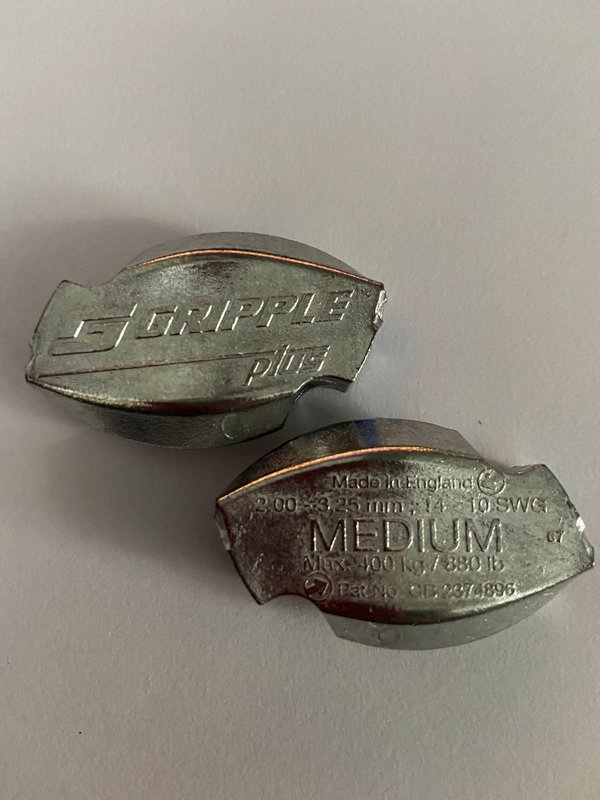 GRIPPLE
plus
Made in England
2.00 - 3.25 mm : 14 - 10 SWG
MEDIUM
67
Max. 400 kg / 880 lb
Pat No. GB 2374896